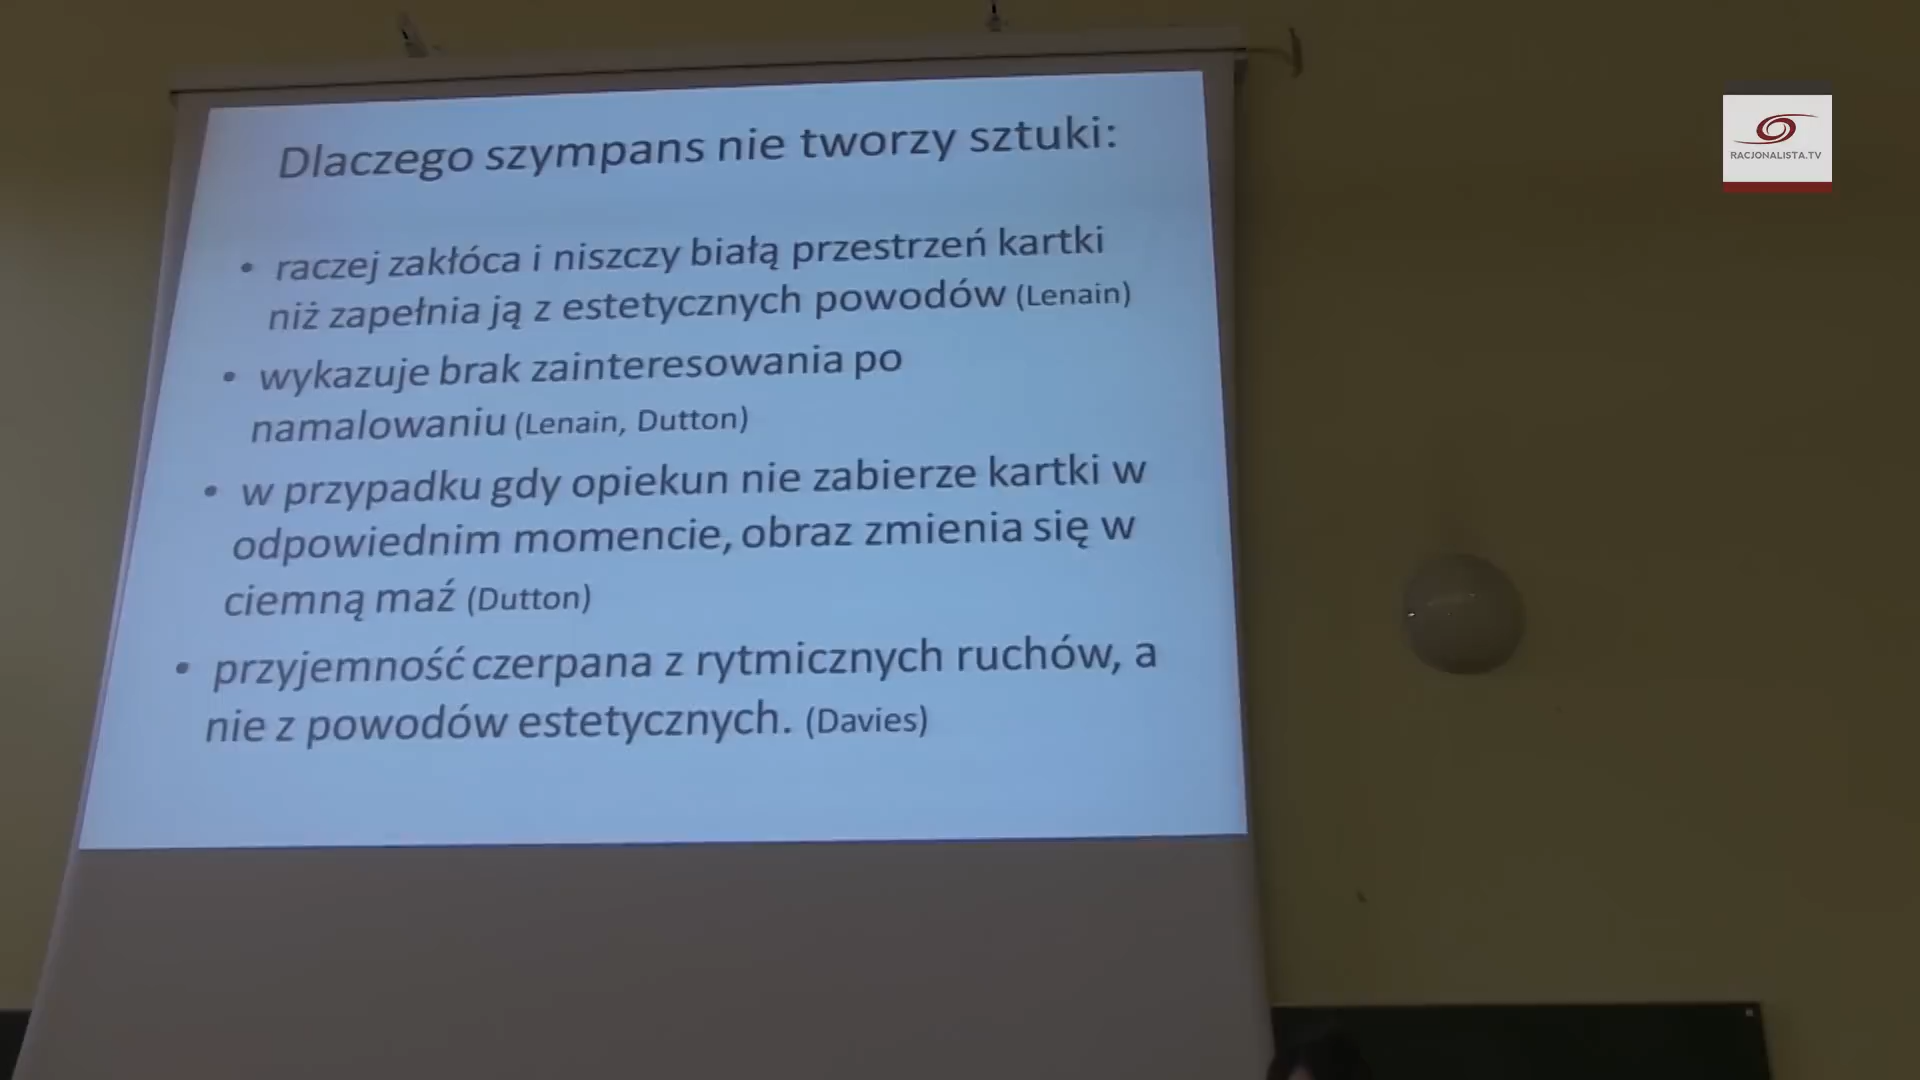 Dlaczego szympans nie tworzy sztuki:
• raczej zakłóca i niszczy białą przestrzeń kartki
niż zapełnia ją z estetycznych powodów (Lenain)
• wykazuje brak zainteresowania po
namalowaniu (Lenain, Dutton)
• w przypadku gdy opiekun nie zabierze kartki w
odpowiednim momencie, obraz zmienia się w
ciemną maź (Dutton)
• przyjemność czerpana z rytmicznych ruchów, a
nie z powodów estetycznych. (Davies)
RACJONALISTA.TV